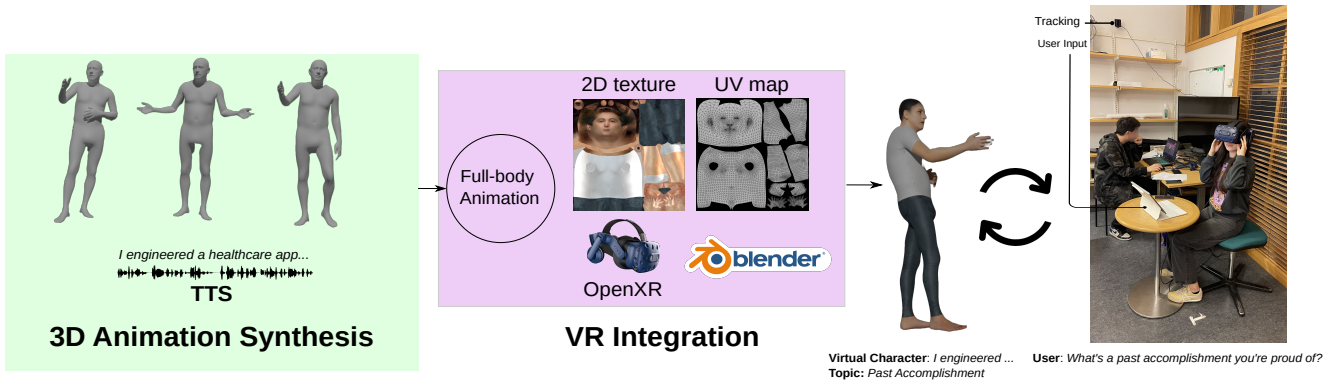 I engineered a healthcare app...
TTS
3D Animation Synthesis
Full-body
Animation
2D texture
UV map
OpenXR
blender
VR Integration
Virtual Character: I engineered ...
Topic: Past Accomplishment
Tracking
User Input
User: What's a past accomplishment you're proud of?